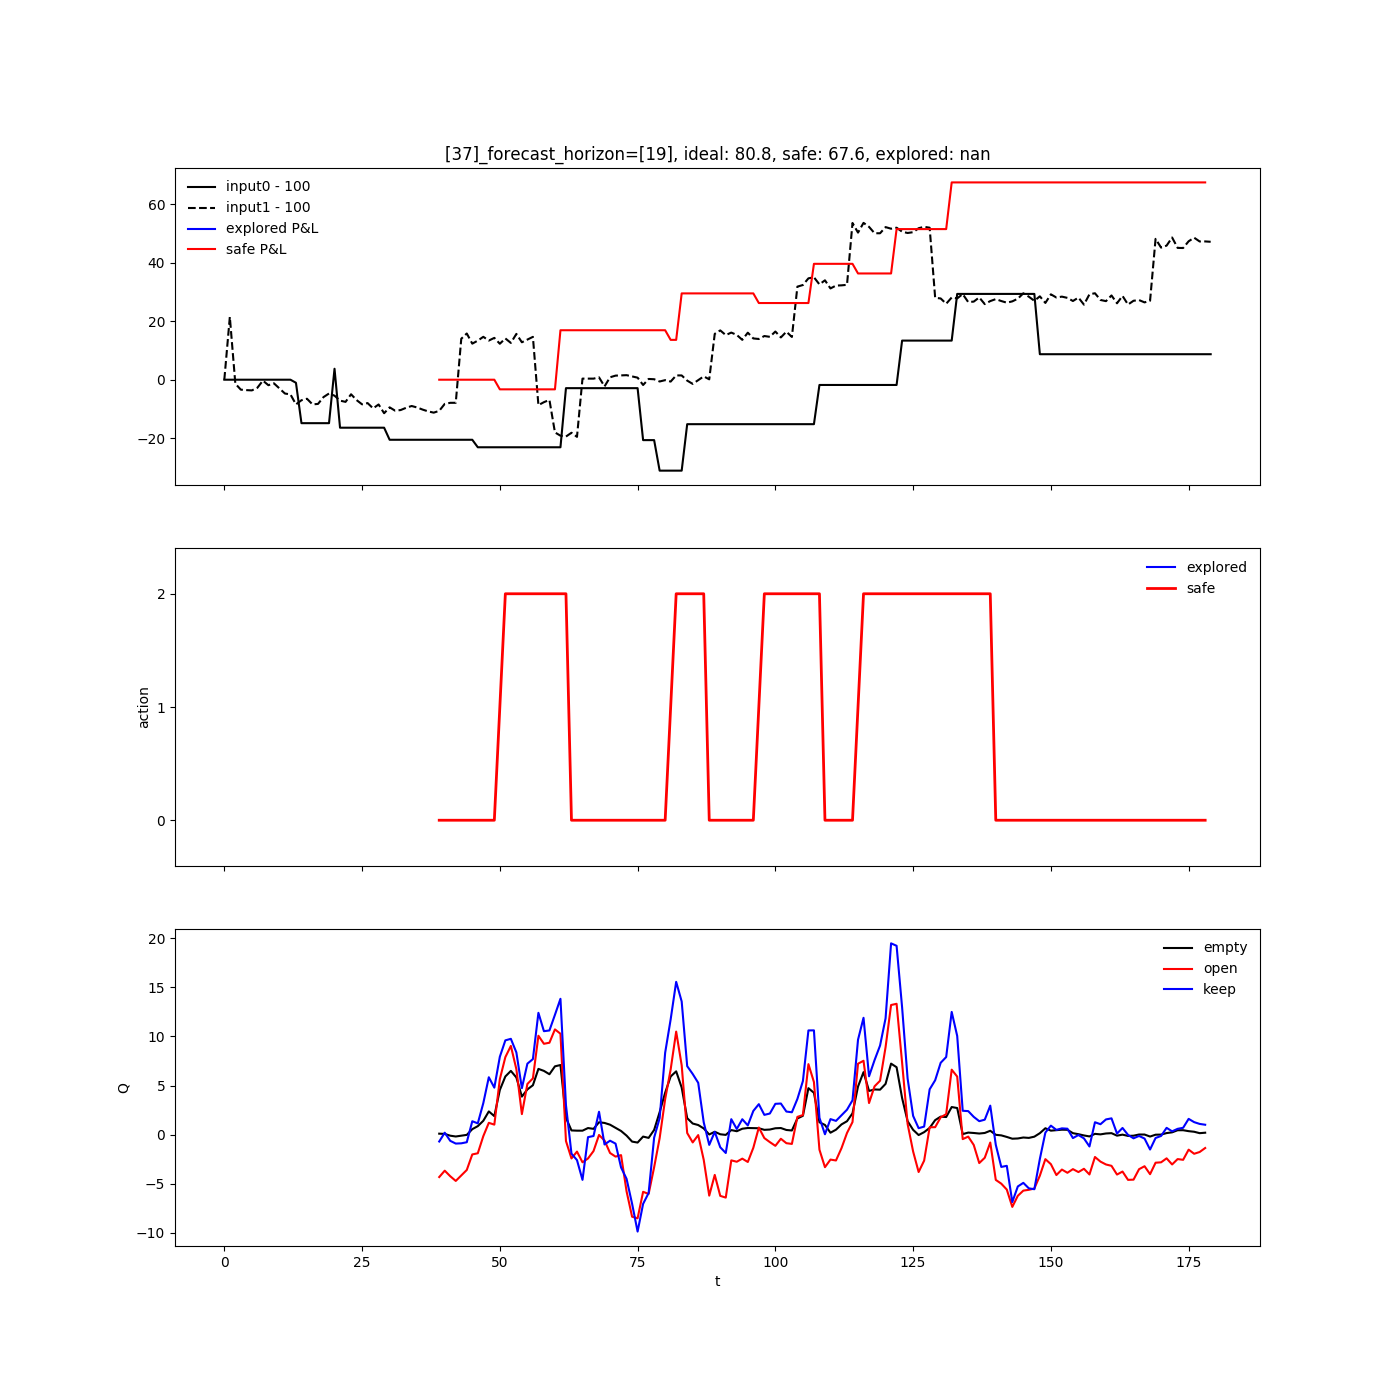 [37]_forecast_horizon=[19], ideal: 80.8, safe: 67.6, explored: nan
input0 - 100
input1 - 100
explored P&L
safe P&L
60
40
20
0
−20
explored
safe
2
1
0
action
empty
open
keep
20
15
10
5
0
−5
−10
Q
0 25 50 75 100 125 150 175
t